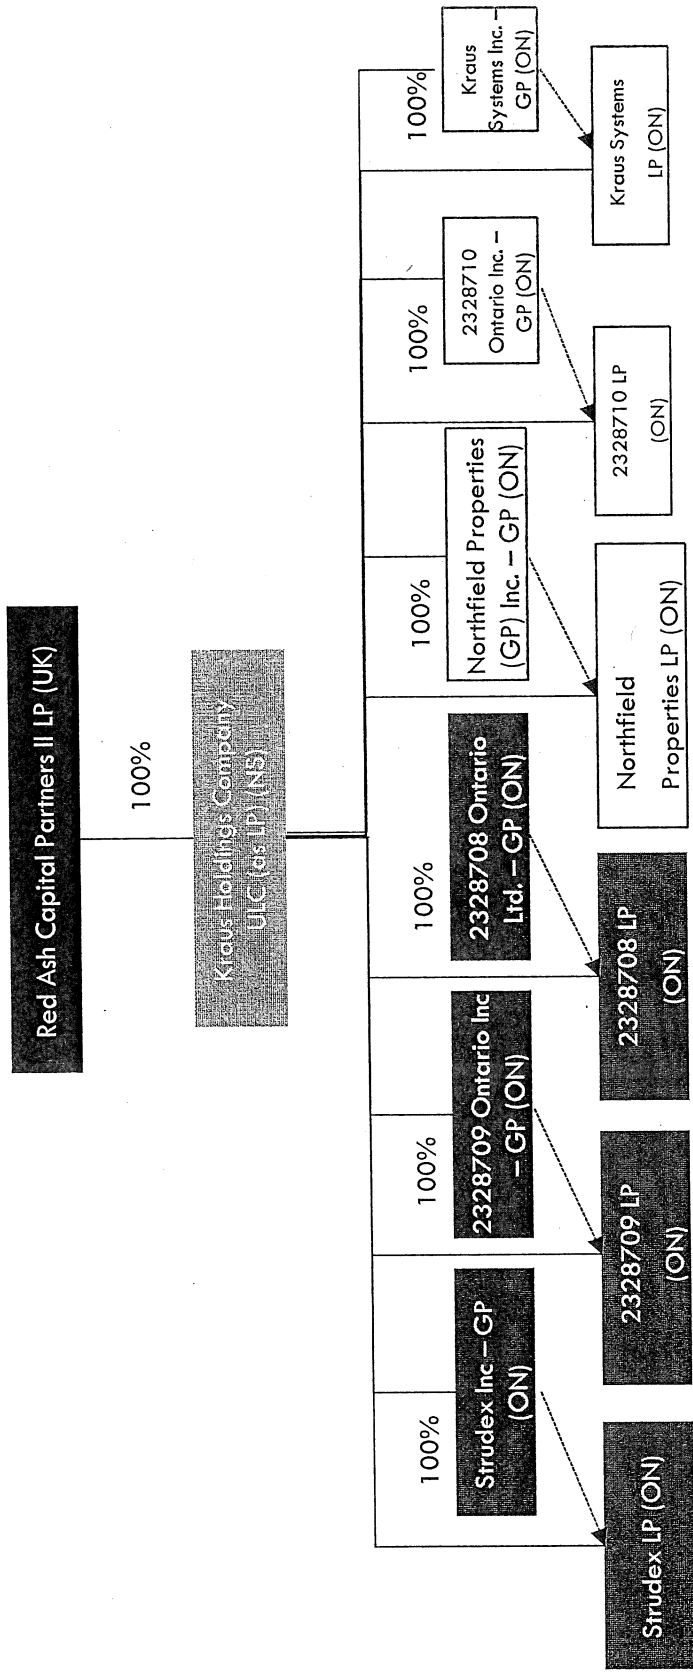 Red Ash Capital Partners II LP (UK)
100%
Kraus Holdings Company
ULC (as LP) (NS)
100%
Strudex Inc – GP
(ON)
100%
2328709 Ontario Inc
– GP (ON)
100%
2328708 Ontario
Ltd. – GP (ON)
100%
Northfield Properties
(GP) Inc. – GP (ON)
100%
2328710
Ontario Inc. –
GP (ON)
100%
Kraus
Systems Inc. –
GP (ON)
Strudex LP (ON)
2328709 LP
(ON)
2328708 LP
(ON)
Northfield
Properties LP (ON)
2328710 LP
(ON)
Kraus Systems
LP (ON)